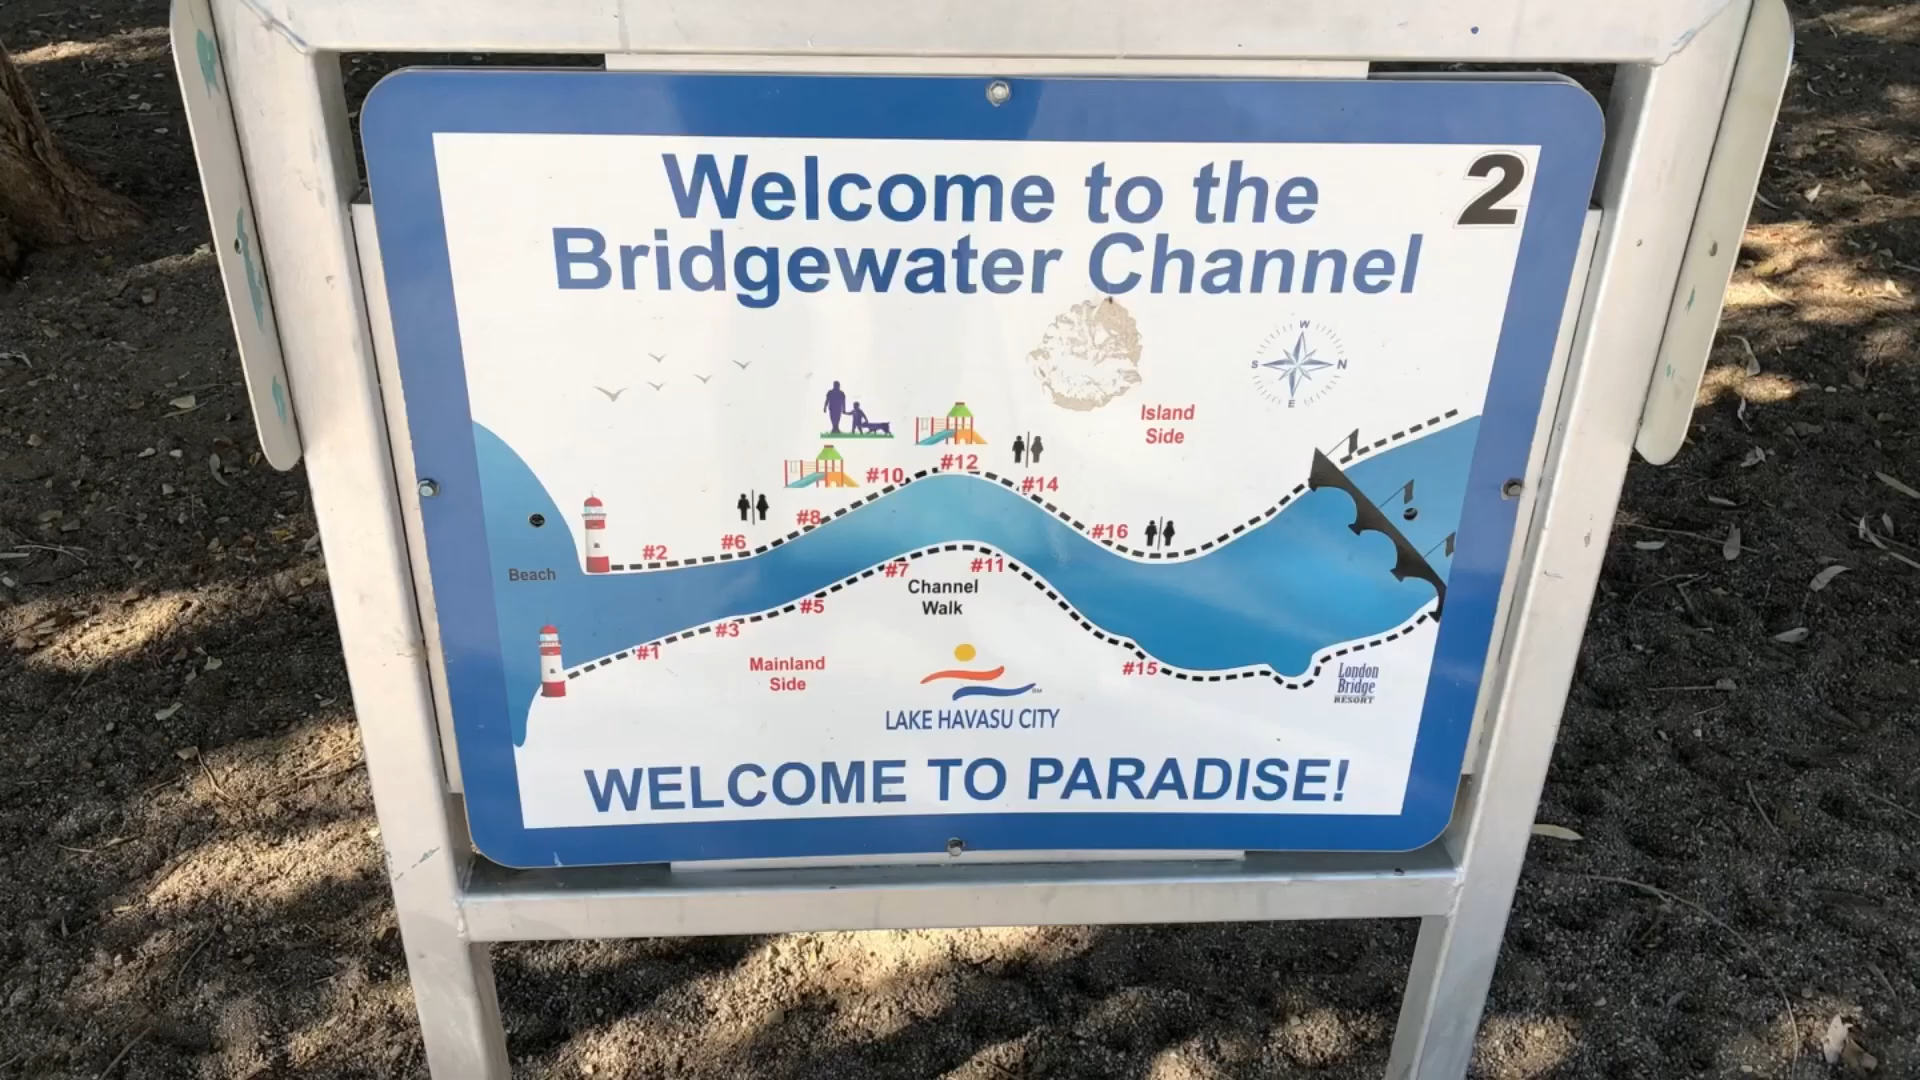 Welcome to the
Bridgewater Channel
2
W
S
N
E
Island
Side
#12
#10
#14
#8
#16
#6
#2
Beach
#7
#11
Channel
Walk
#5
#3
#1
Mainland
Side
#15
London
Bridge
RESORT
SM
LAKE HAVASU CITY
WELCOME TO PARADISE!